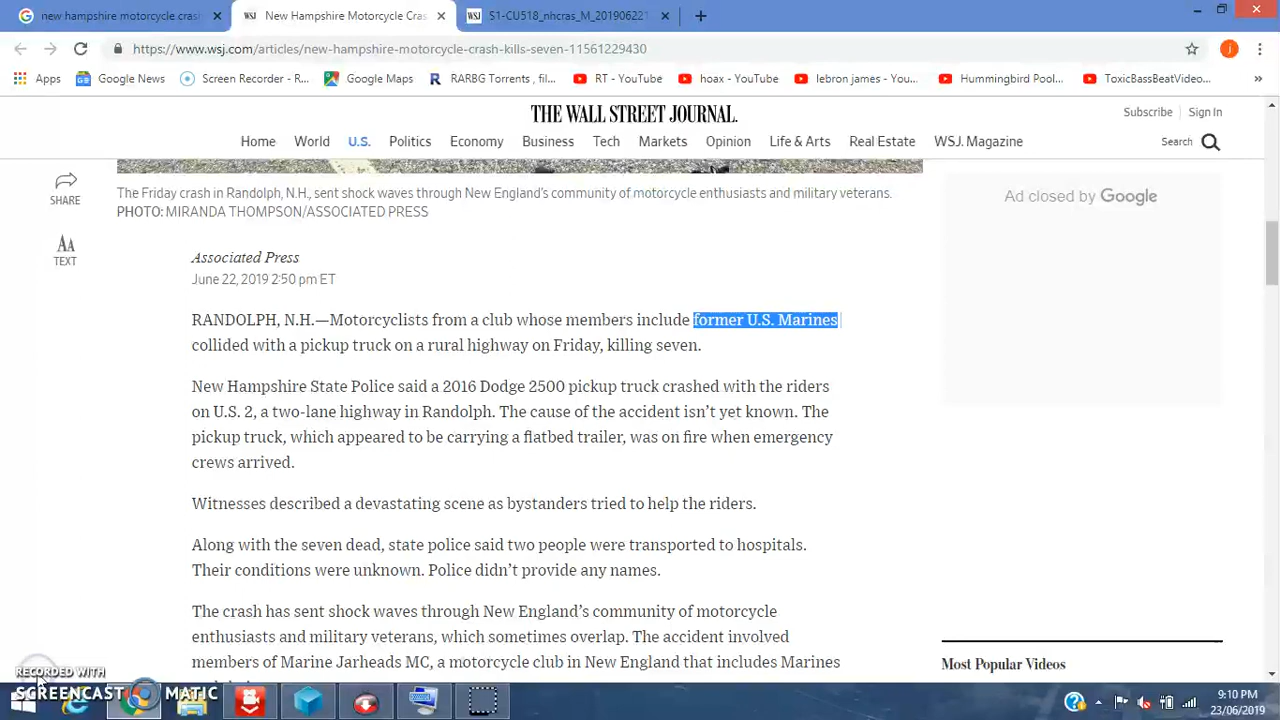 new hampshire motorcycle cras
New Hampshire Motorcycle Cra
S1-CU518_nhcras_M_20190622
https://www.wsj.com/articles/new-hampshire-motorcycle-crash-kills-seven-11561229430
Apps Google News Screen Recorder - R... Google Maps RARBG Torrents , fil... RT - YouTube hoax - YouTube lebron james - You... Hummingbird Pool... ToxicBassBeatVideo... »
THE WALL STREET JOURNAL.
Subscribe Sign In
Home World U.S. Politics Economy Business Tech Markets Opinion Life & Arts Real Estate WSJ. Magazine Search
SHARE
AA
TEXT
The Friday crash in Randolph, N.H., sent shock waves through New England's community of motorcycle enthusiasts and military veterans.
PHOTO: MIRANDA THOMPSON/ASSOCIATED PRESS
Ad closed by Google
Associated Press
June 22, 2019 2:50 pm ET
RANDOLPH, N.H.—Motorcyclists from a club whose members include former U.S. Marines
collided with a pickup truck on a rural highway on Friday, killing seven.
New Hampshire State Police said a 2016 Dodge 2500 pickup truck crashed with the riders
on U.S. 2, a two-lane highway in Randolph. The cause of the accident isn't yet known. The
pickup truck, which appeared to be carrying a flatbed trailer, was on fire when emergency
crews arrived.
Witnesses described a devastating scene as bystanders tried to help the riders.
Along with the seven dead, state police said two people were transported to hospitals.
Their conditions were unknown. Police didn't provide any names.
The crash has sent shock waves through New England's community of motorcycle
enthusiasts and military veterans, which sometimes overlap. The accident involved
members of Marine Jarheads MC, a motorcycle club in New England that includes Marines
Most Popular Videos
RECORDED WITH
SCREENCAST MATIC
9:10 PM
23/06/2019